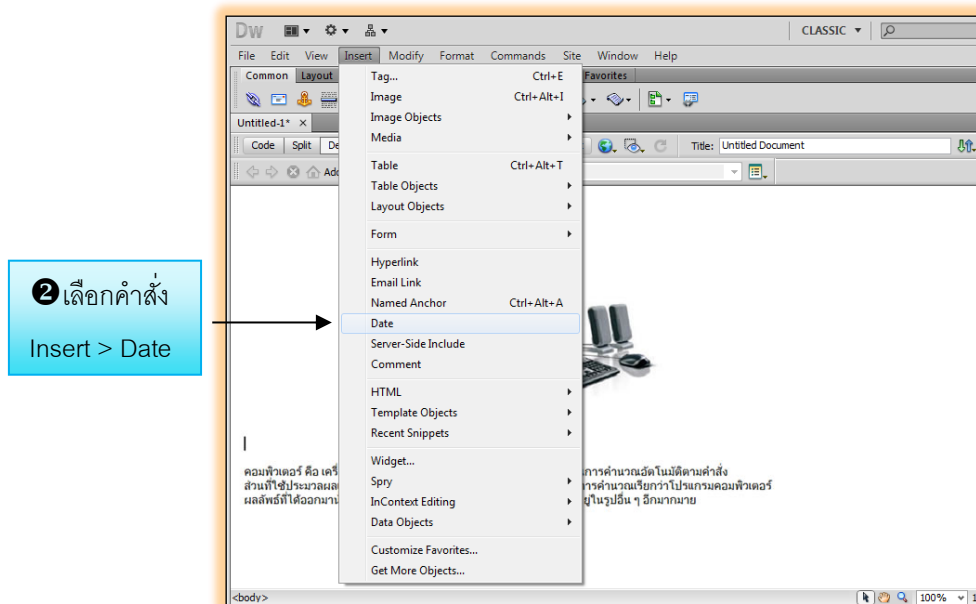 Dw CLASSIC
File Edit View Insert Modify Format Commands Site Window Help
Common Layout Favorites
Untitled-1* ×
Code Split De Title: Untitled Document
Tag... Ctrl+E
Image Ctrl+Alt+I
Image Objects
Media
Table Ctrl+Alt+T
Table Objects
Layout Objects
Form
Hyperlink
Email Link
Named Anchor Ctrl+Alt+A
Date
Server-Side Include
Comment
HTML
Template Objects
Recent Snippets
Widget...
Spry
InContext Editing
Data Objects
Customize Favorites...
Get More Objects...
❷เลือกคำสั่ง
Insert > Date
คอมพิวเตอร์ คือ การคำนวณอัตโนมัติตามคำสั่ง
ส่วนที่ใช้ประมวลผล การคำนวณเรียกว่าโปรแกรมคอมพิวเตอร์
ผลลัพธ์ที่ได้ออกมา อยู่ในรูปอื่น ๆ อีกมากมาย
<body> 100%